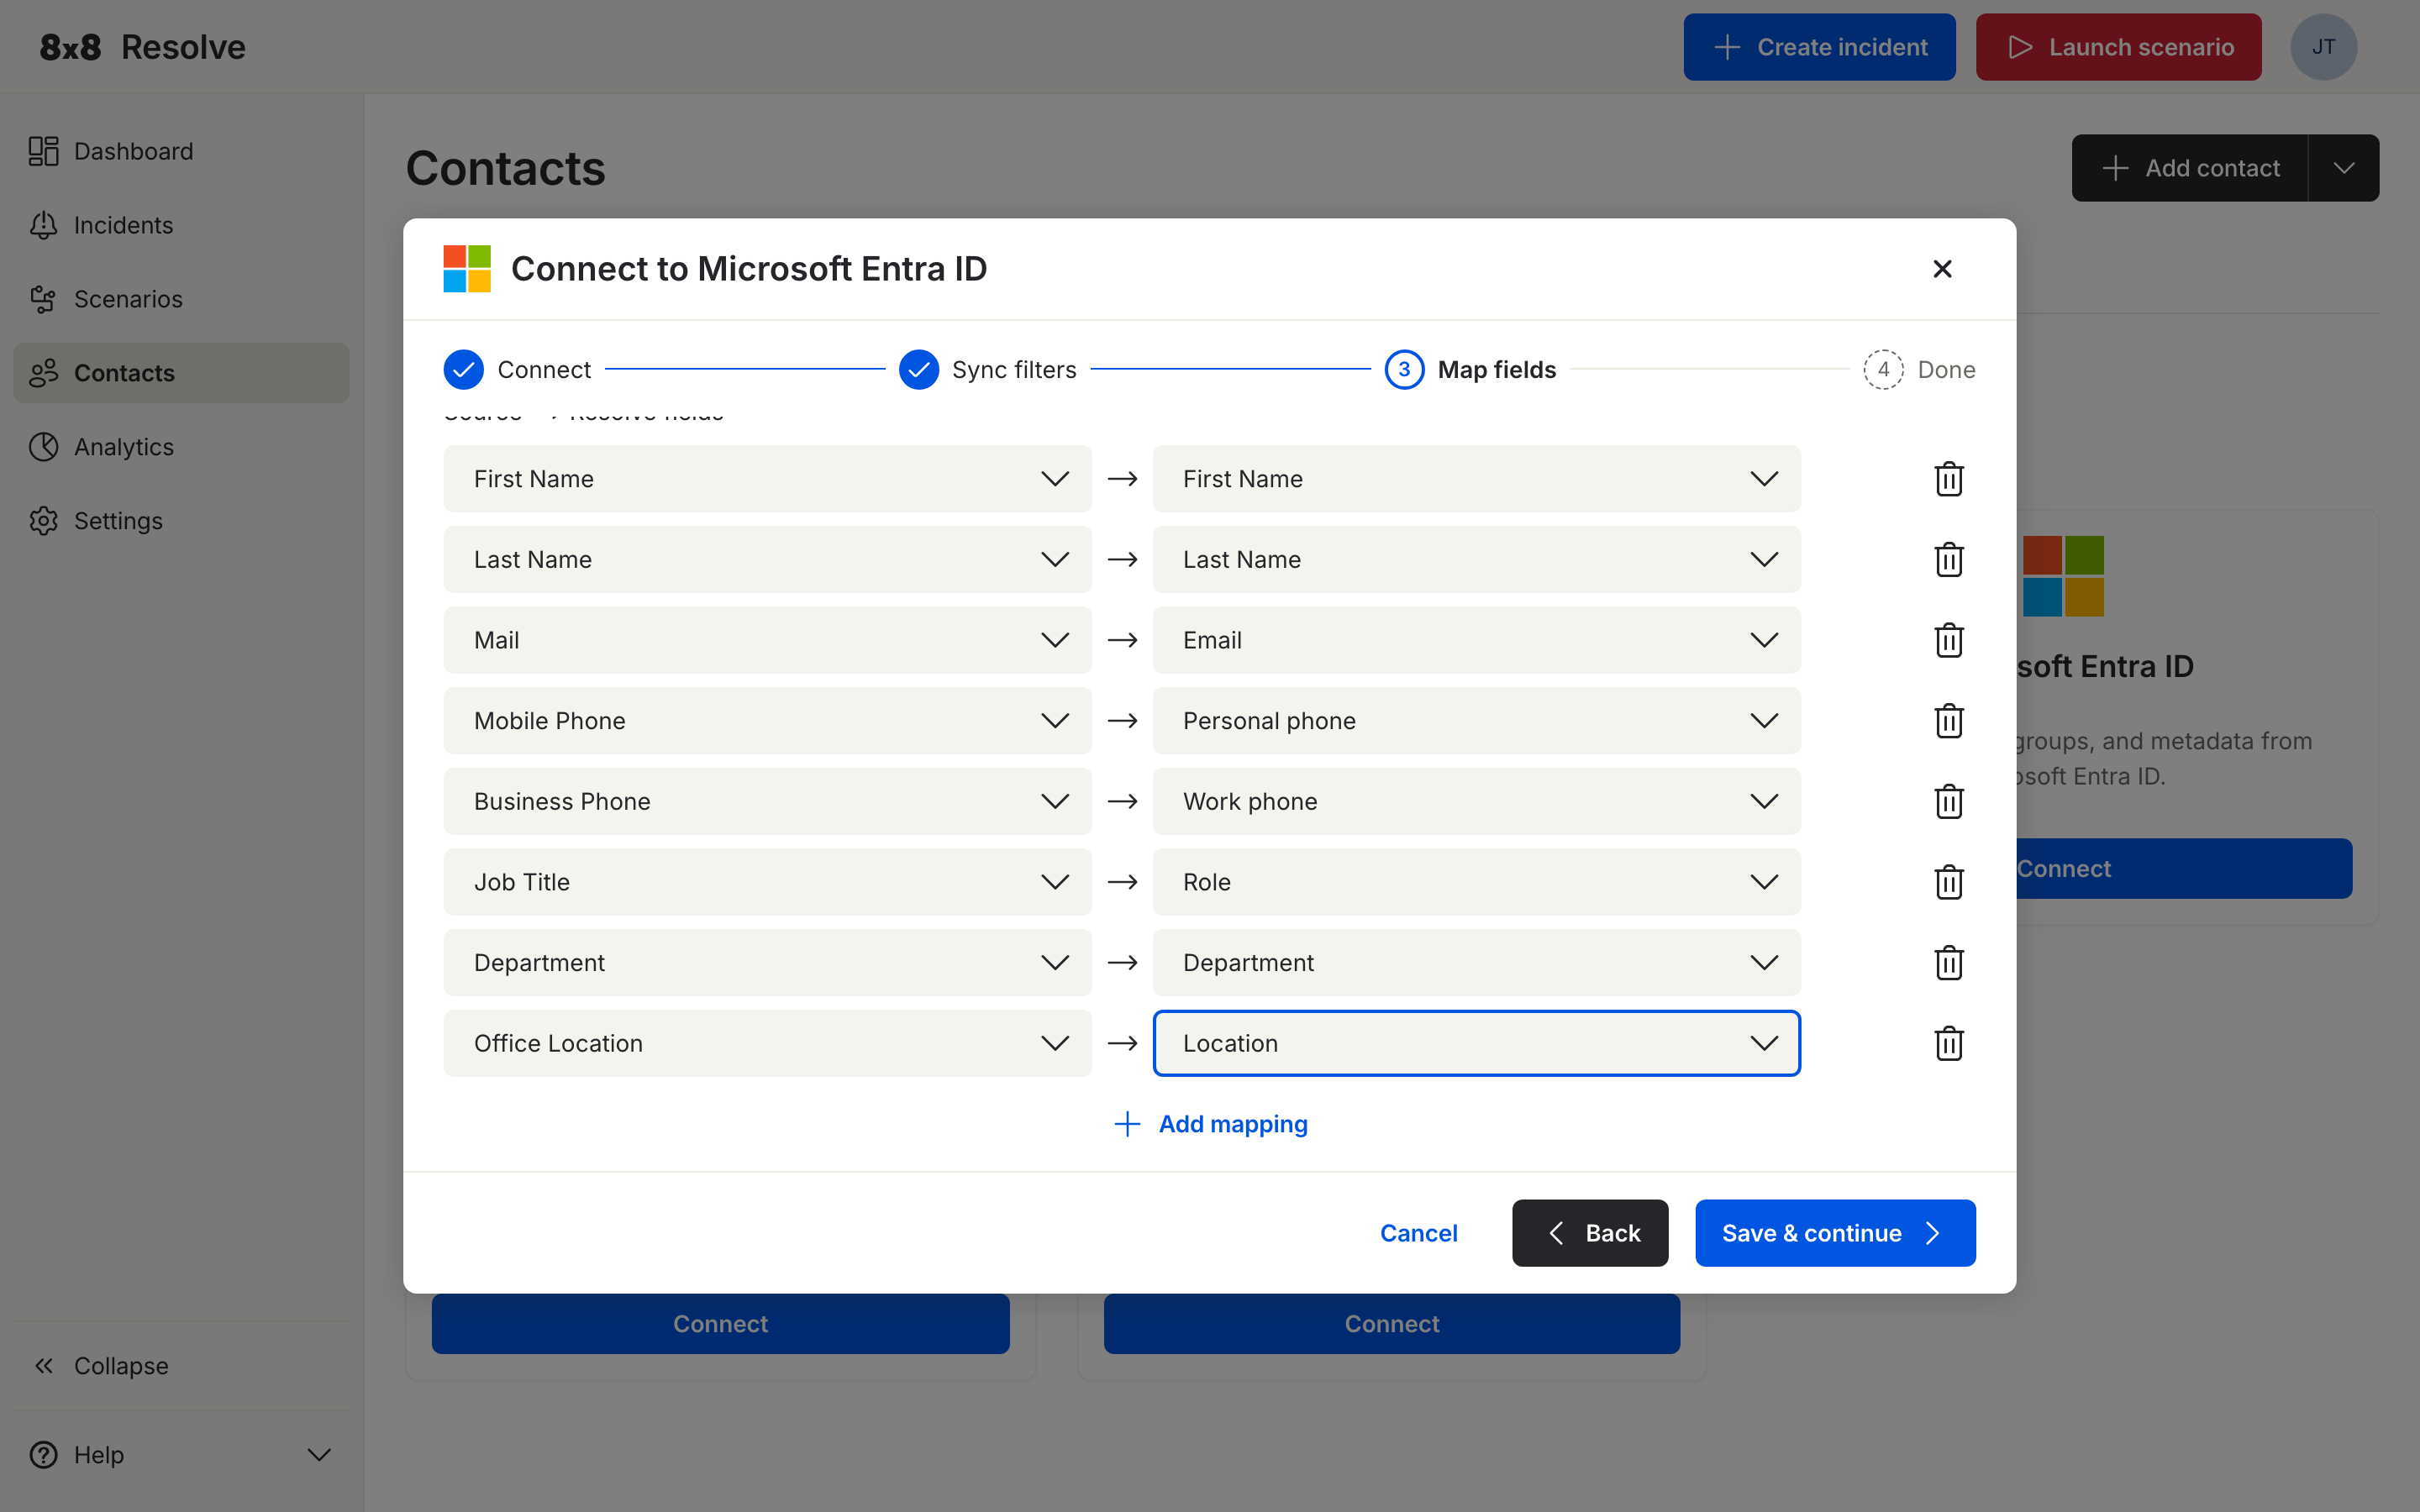 8x8 Resolve
Create incident
Launch scenario
JT
Dashboard
Incidents
Scenarios
Contacts
Analytics
Settings
Collapse
Help
Contacts
Add contact
Connect to Microsoft Entra ID
Connect
Sync filters
3 Map fields
4 Done
First Name → First Name
Last Name → Last Name
Mail → Email
Mobile Phone → Personal phone
Business Phone → Work phone
Job Title → Role
Department → Department
Office Location → Location
Add mapping
Cancel
Back
Save & continue
soft Entra ID
groups, and metadata from
osoft Entra ID.
Connect
Connect
Connect